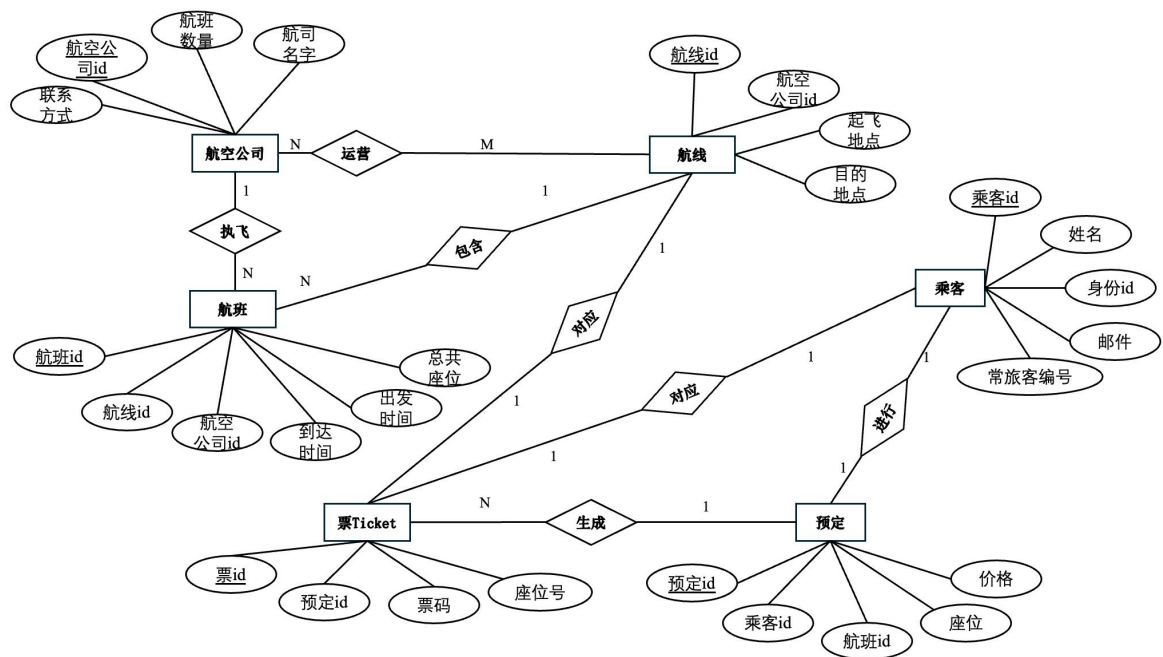 航空公
司id
航班
数量
航司
名字
联系
方式
航空公司
N
运营
M
航线
航线id
航空
公司id
起飞
地点
目的
地点
1
执飞
N
航班
1
包含
N
1
对应
1
乘客id
姓名
身份id
邮件
常旅客编号
乘客
1
对应
1
1
进行
1
航班id
航线id
航空
公司id
到达
时间
出发
时间
总共
座位
票Ticket
N
生成
1
预定
票id
预定id
票码
座位号
预定id
乘客id
航班id
座位
价格